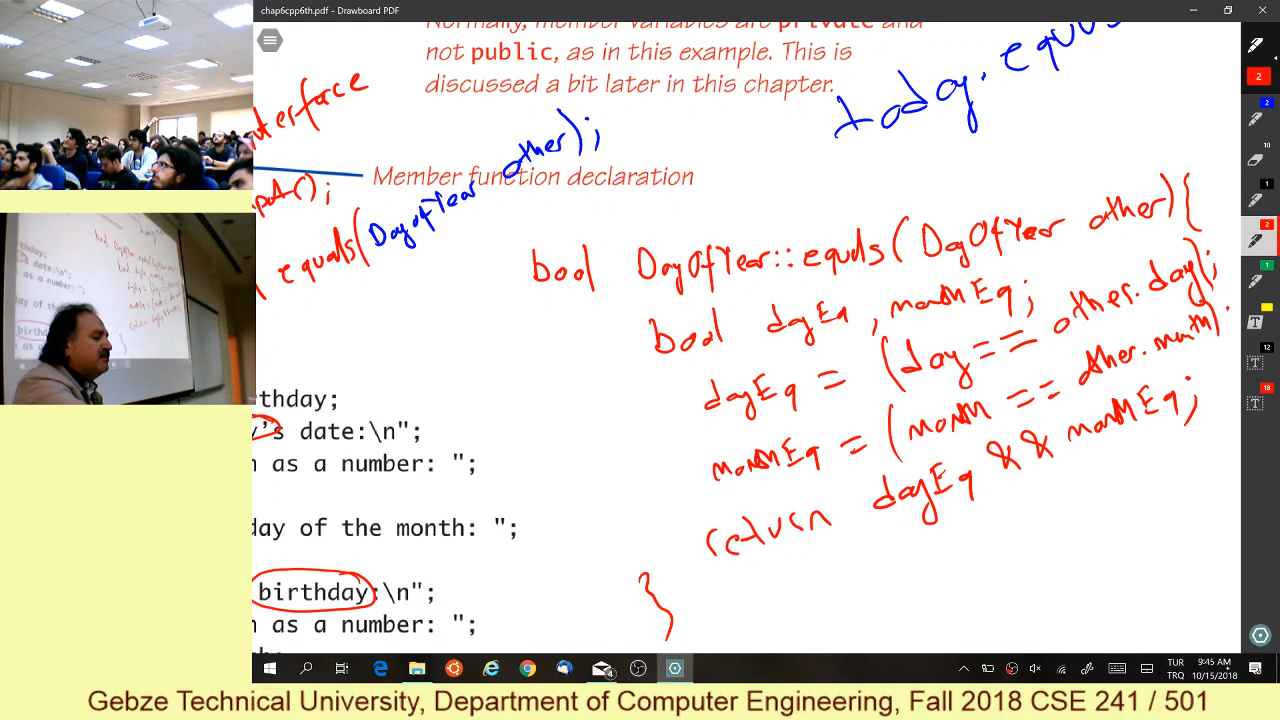 chap6cpp6th.pdf - Drawboard PDF
Normally, member variables are private and
not public, as in this example. This is
discussed a bit later in this chapter.
today. equals
nterface
Member function declaration
equals(DayofYear other);
bool DayOfYear::equals(DayOfYear other){
bool dayEq, monthEq;
dayEq = (day == other.day);
monthEq = (month == other.month);
return dayEq && monthEq;
}
thday;
's date:\n";
n as a number: ";
day of the month: ";
birthday:\n";
n as a number: ";
TUR
TRQ
9:45 AM
10/15/2018
Gebze Technical University, Department of Computer Engineering, Fall 2018 CSE 241 / 501